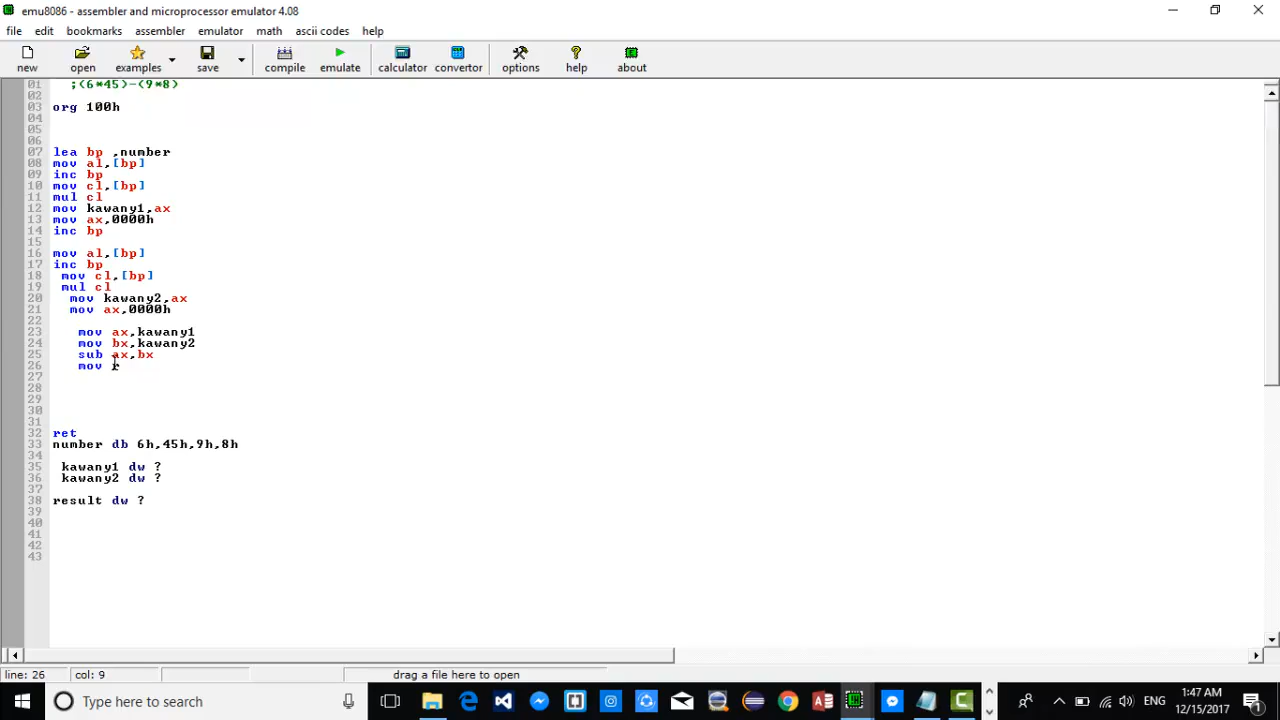 emu8086 - assembler and microprocessor emulator 4.08
file edit bookmarks assembler emulator math ascii codes help
new open examples save compile emulate calculator convertor options help about
01 ;(6*45)-(9*8)
02
03 org 100h
04
05
06
07 lea bp ,number
08 mov al,[bp]
09 inc bp
10 mov cl,[bp]
11 mul cl
12 mov kawany1,ax
13 mov ax,0000h
14 inc bp
15
16 mov al,[bp]
17 inc bp
18 mov cl,[bp]
19 mul cl
20 mov kawany2,ax
21 mov ax,0000h
22
23 mov ax,kawany1
24 mov bx,kawany2
25 sub ax,bx
26 mov r
27
28
29
30
31
32 ret
33 number db 6h,45h,9h,8h
34
35 kawany1 dw ?
36 kawany2 dw ?
37
38 result dw ?
39
40
41
42
43
line: 26 col: 9 drag a file here to open
Type here to search ENG 1:47 AM
12/15/2017 1